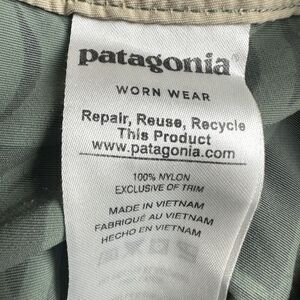 patagonia®
WORN WEAR
Repair, Reuse, Recycle
This Product
www.patagonia.com
100% NYLON
EXCLUSIVE OF TRIM
MADE IN VIETNAM
FABRIQUÉ AU VIETNAM
HECHO EN VIETNAM